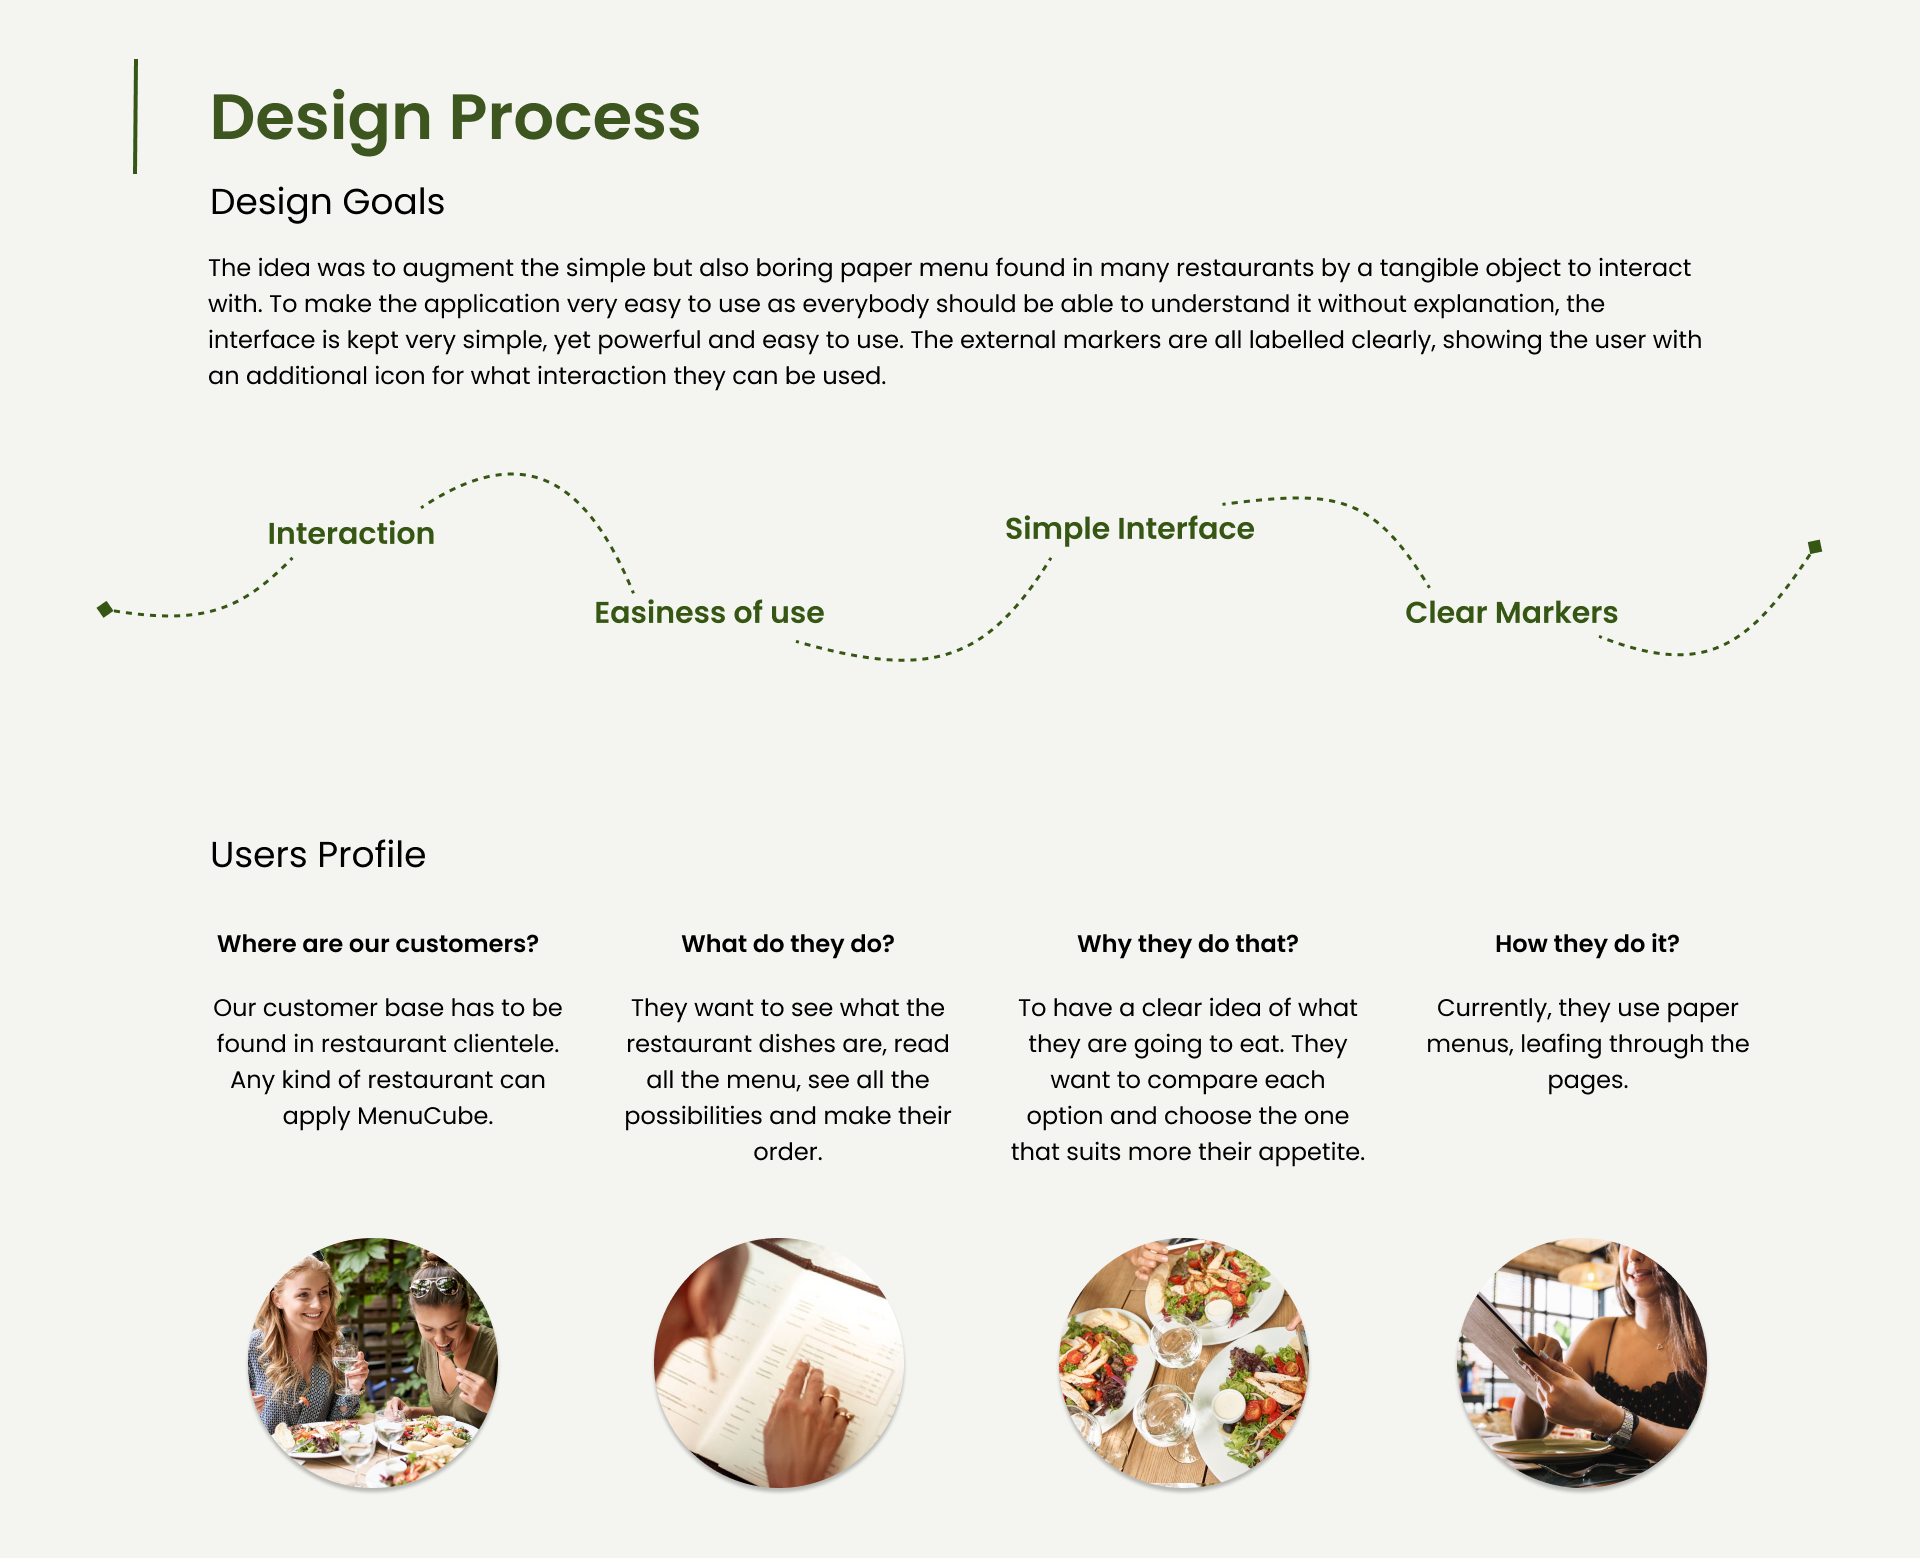 Design Process
Design Goals
The idea was to augment the simple but also boring paper menu found in many restaurants by a tangible object to interact
with. To make the application very easy to use as everybody should be able to understand it without explanation, the
interface is kept very simple, yet powerful and easy to use. The external markers are all labelled clearly, showing the user with
an additional icon for what interaction they can be used.
Interaction
Easiness of use
Simple Interface
Clear Markers
Users Profile
Where are our customers?
Our customer base has to be
found in restaurant clientele.
Any kind of restaurant can
apply MenuCube.
What do they do?
They want to see what the
restaurant dishes are, read
all the menu, see all the
possibilities and make their
order.
Why they do that?
To have a clear idea of what
they are going to eat. They
want to compare each
option and choose the one
that suits more their appetite.
How they do it?
Currently, they use paper
menus, leafing through the
pages.